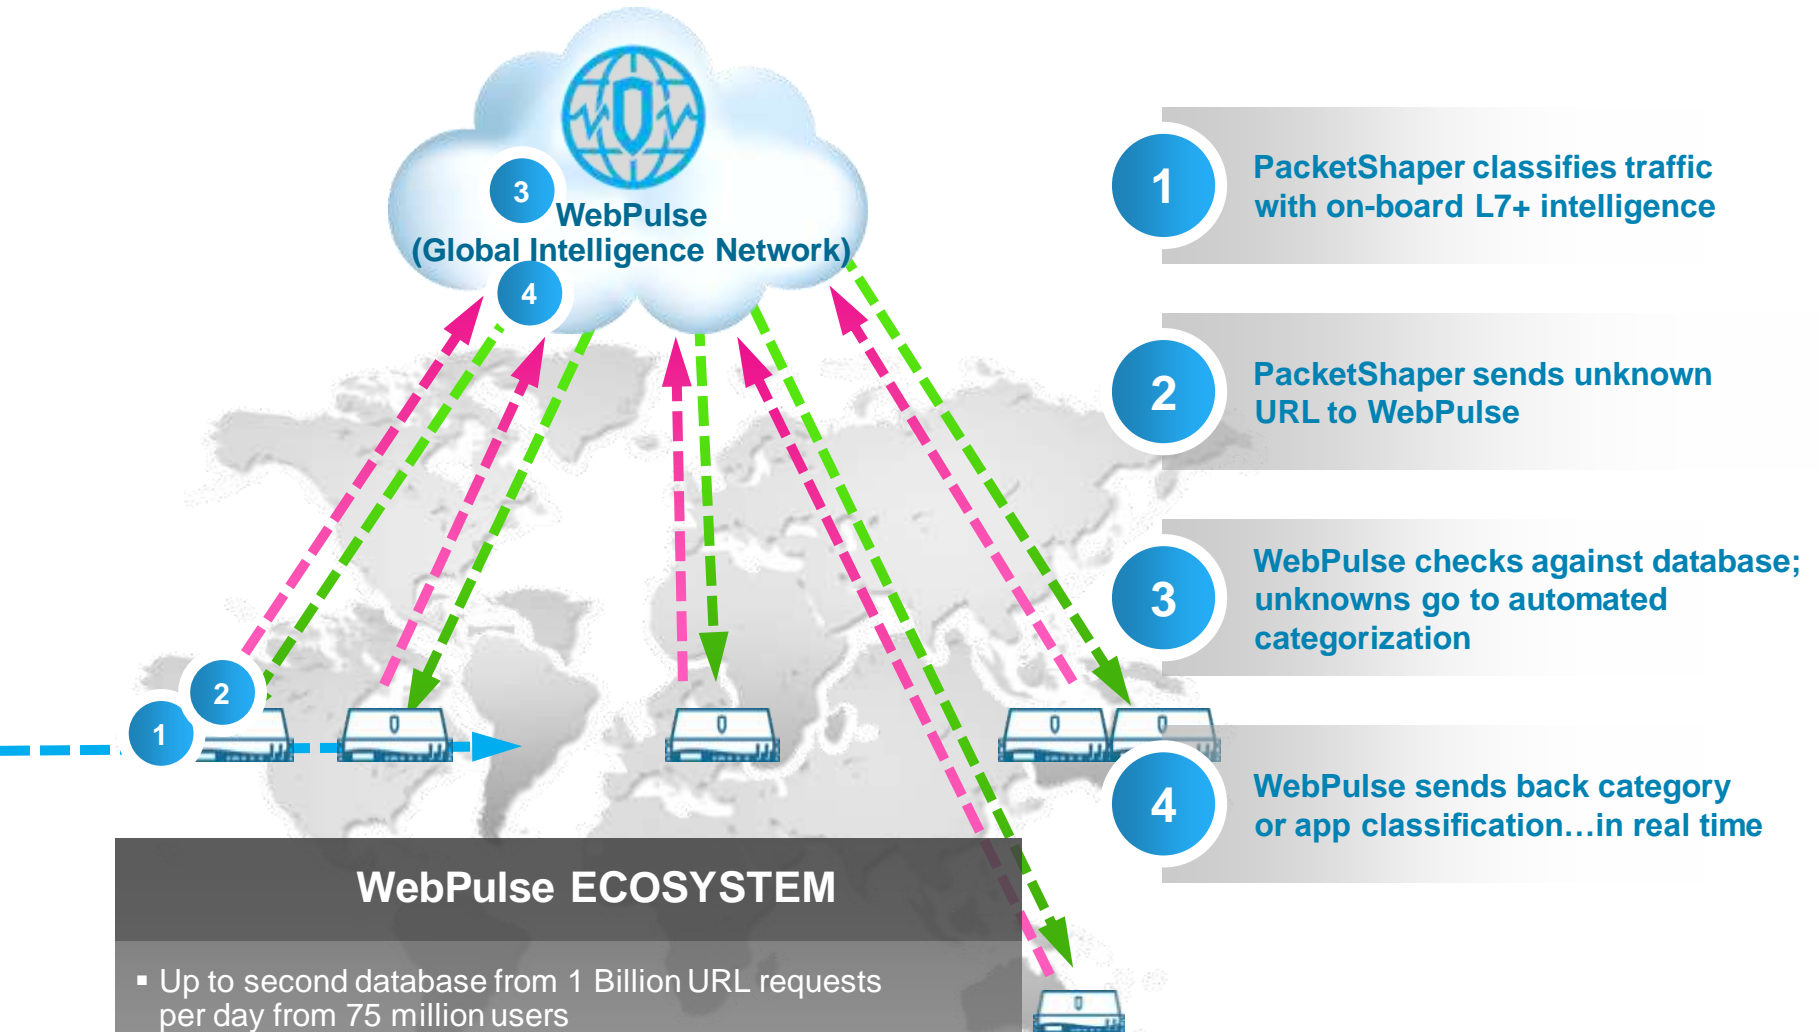 3
WebPulse
(Global Intelligence Network)
4
2
1
1
PacketShaper classifies traffic
with on-board L7+ intelligence
2
PacketShaper sends unknown
URL to WebPulse
3
WebPulse checks against database;
unknowns go to automated
categorization
4
WebPulse sends back category
or app classification...in real time
WebPulse ECOSYSTEM
▪ Up to second database from 1 Billion URL requests
per day from 75 million users